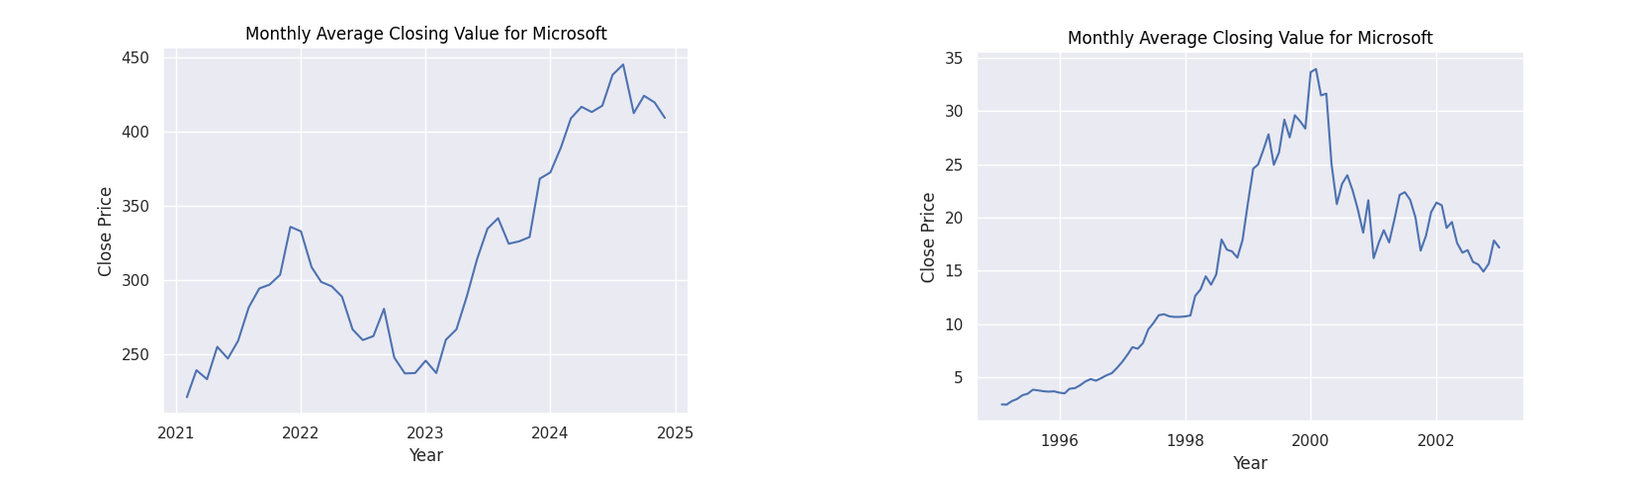 Monthly Average Closing Value for Microsoft
450
400
350
300
250
Close Price
2021 2022 2023 2024 2025
Year
Monthly Average Closing Value for Microsoft
35
30
25
20
15
10
5
Close Price
1996 1998 2000 2002
Year